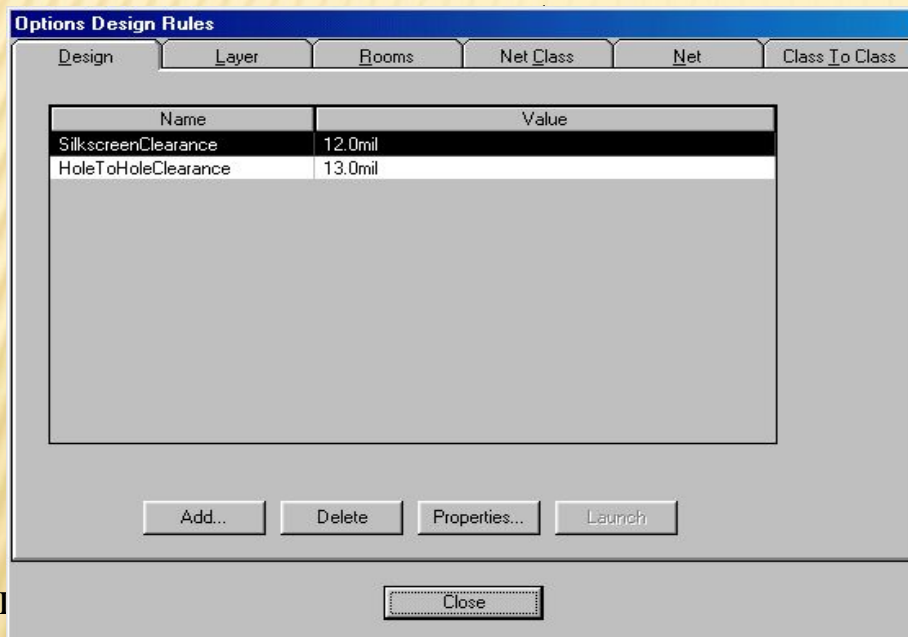 Options Design Rules
Design Layer Rooms Net Class Net Class To Class
Name Value
SilkscreenClearance 12.0mil
HoleToHoleClearance 13.0mil
Add... Delete Properties... Launch
Close